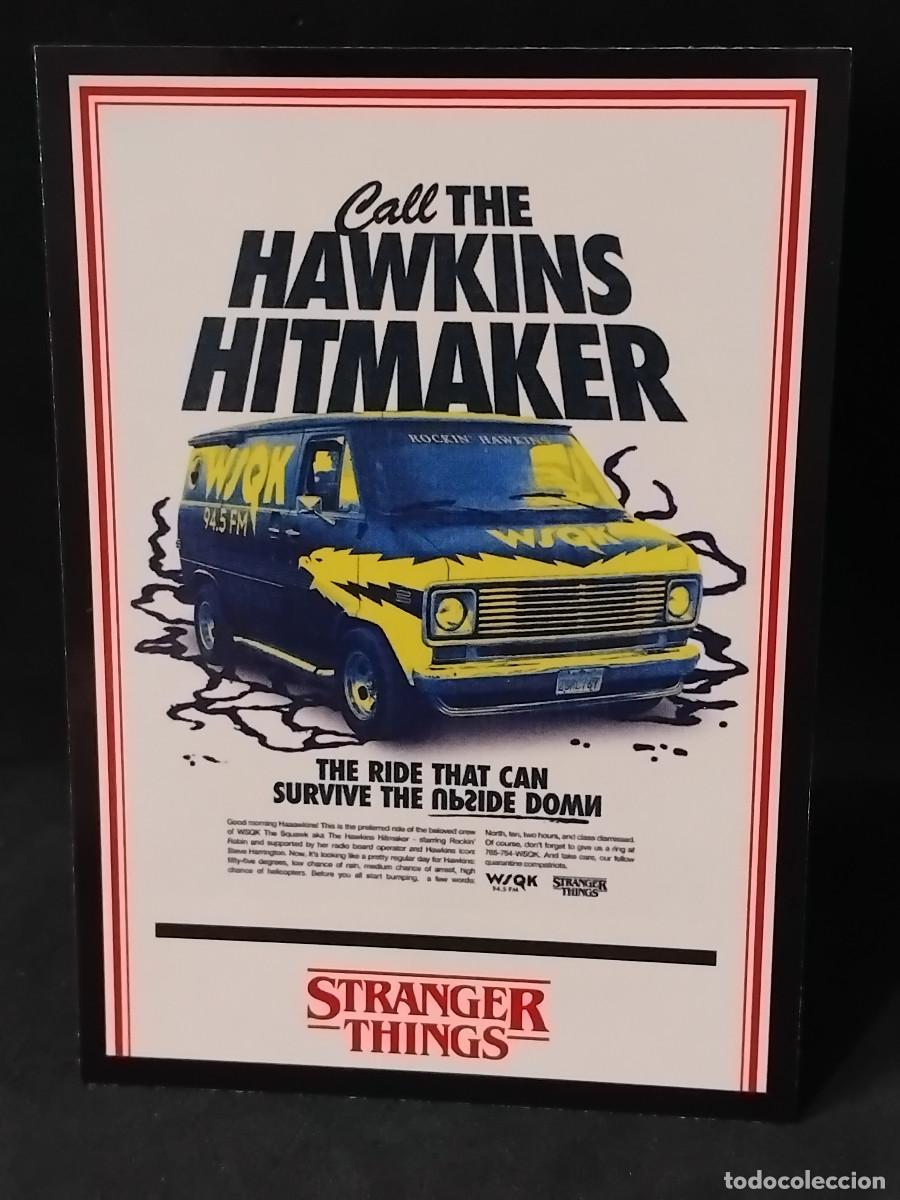 Call THE
HAWKINS
HITMAKER
ROCKIN' HAWKINS
WSQK
94.5 FM
WSQK
THE RIDE THAT CAN
SURVIVE THE UPSIDE DOWN
Good morning Haaawkins! This is the preferred ride of the beloved crew
of WSQK The Squawk aka The Hawkins Hitmaker - starring Rockin'
Robin and supported by her radio board operator and Hawkins icon
Steve Harrington. Now, it's looking like a pretty regular day for Hawkins:
fifty-five degrees, low chance of rain, medium chance of arrest, high
chance of helicopters. Before you all start bumping, a few words:
North, ten, two hours, and class dismissed.
Of course, don't forget to give us a ring at
765-754-WSQK. And take care, our fellow
quarantine compatriots.
WSQK
94.5 FM
STRANGER
THINGS
STRANGER
THINGS
todocoleccion